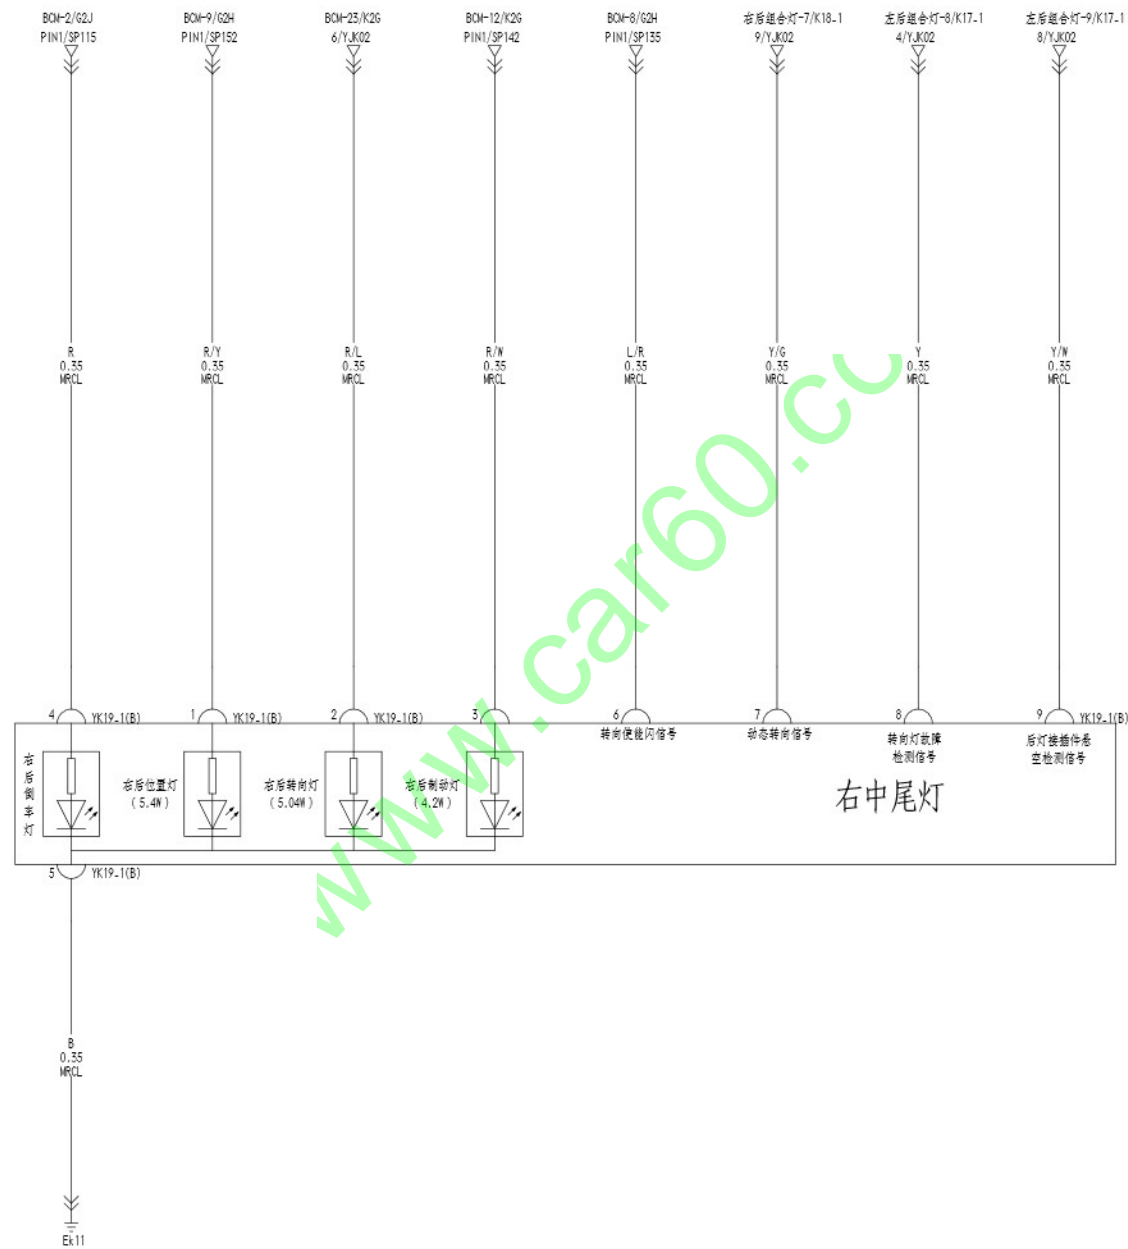 BCM-2/G2J
PIN1/SP115
BCM-9/G2H
PIN1/SP152
BCM-23/K2G
6/YJK02
BCM-12/K2G
PIN1/SP142
BCM-8/G2H
PIN1/SP135
右后组合灯-7/K18-1
9/YJK02
左后组合灯-8/K17-1
4/YJK02
左后组合灯-9/K17-1
8/YJK02
R
0.35
MRCL
R/Y
0.35
MRCL
R/L
0.35
MRCL
R/W
0.35
MRCL
L/R
0.35
MRCL
Y/G
0.35
MRCL
Y
0.35
MRCL
Y/W
0.35
MRCL
www.car60.co
4 YK19-1(B)
1 YK19-1(B)
2 YK19-1(B)
3
6
7
8
9 YK19-1(B)
转向使能闪信号
动态转向信号
转向灯故障
检测信号
后灯接插件悬
空检测信号
右后倒车灯
右后位置灯
(5.4W)
右后转向灯
(5.04W)
右后制动灯
(4.2W)
右中尾灯
5 YK19-1(B)
B
0.35
MRCL
Ek11